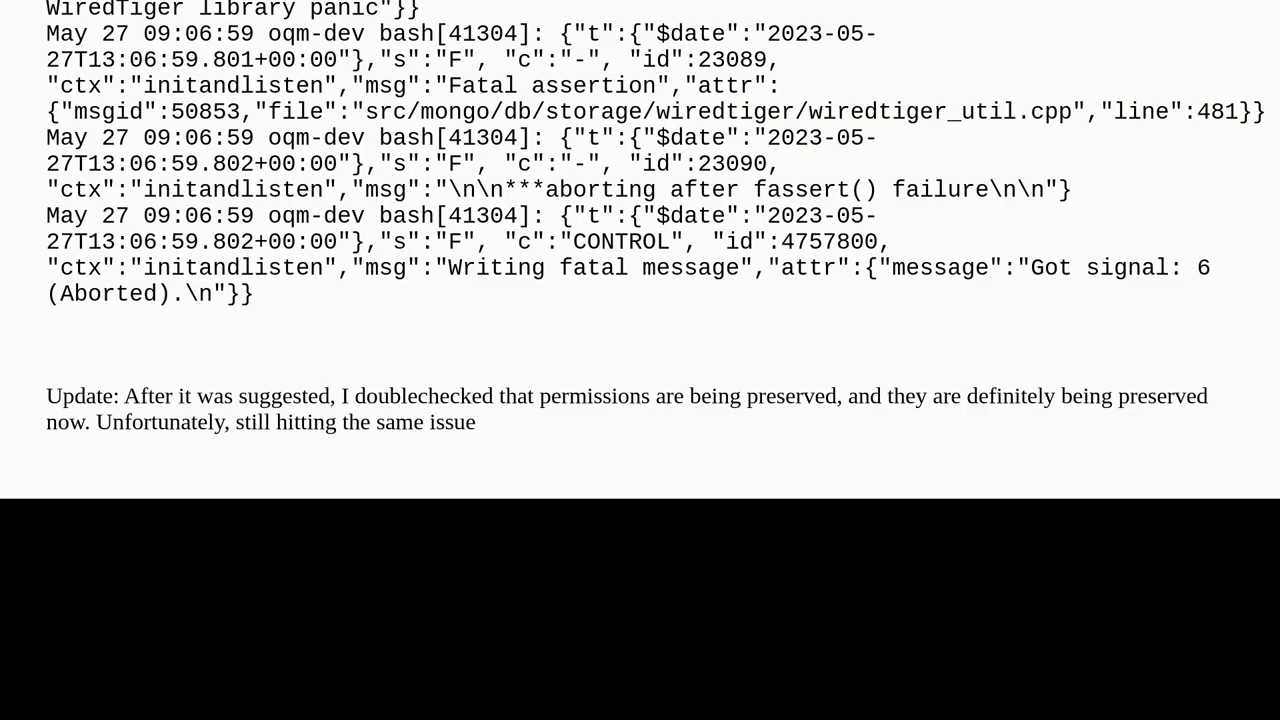 WiredTiger library panic"}}
May 27 09:06:59 oqm-dev bash[41304]: {"t":{"$date":"2023-05-
27T13:06:59.801+00:00"},"s":"F", "c":"-", "id":23089,
"ctx":"initandlisten","msg":"Fatal assertion","attr":
{"msgid":50853,"file":"src/mongo/db/storage/wiredtiger/wiredtiger_util.cpp","line":481}}
May 27 09:06:59 oqm-dev bash[41304]: {"t":{"$date":"2023-05-
27T13:06:59.802+00:00"},"s":"F", "c":"-", "id":23090,
"ctx":"initandlisten","msg":"\n\n***aborting after fassert() failure\n\n"}
May 27 09:06:59 oqm-dev bash[41304]: {"t":{"$date":"2023-05-
27T13:06:59.802+00:00"},"s":"F", "c":"CONTROL", "id":4757800,
"ctx":"initandlisten","msg":"Writing fatal message","attr":{"message":"Got signal: 6
(Aborted).\n"}}
Update: After it was suggested, I doublechecked that permissions are being preserved, and they are definitely being preserved
now. Unfortunately, still hitting the same issue